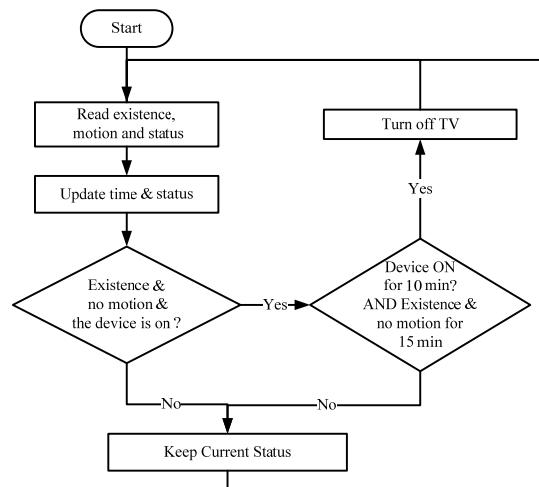 Start
Read existence,
motion and status
Turn off TV
Update time & status
Yes
Existence &
no motion &
the device is on ?
Yes
Device ON
for 10 min?
AND Existence &
no motion for
15 min
No
No
Keep Current Status